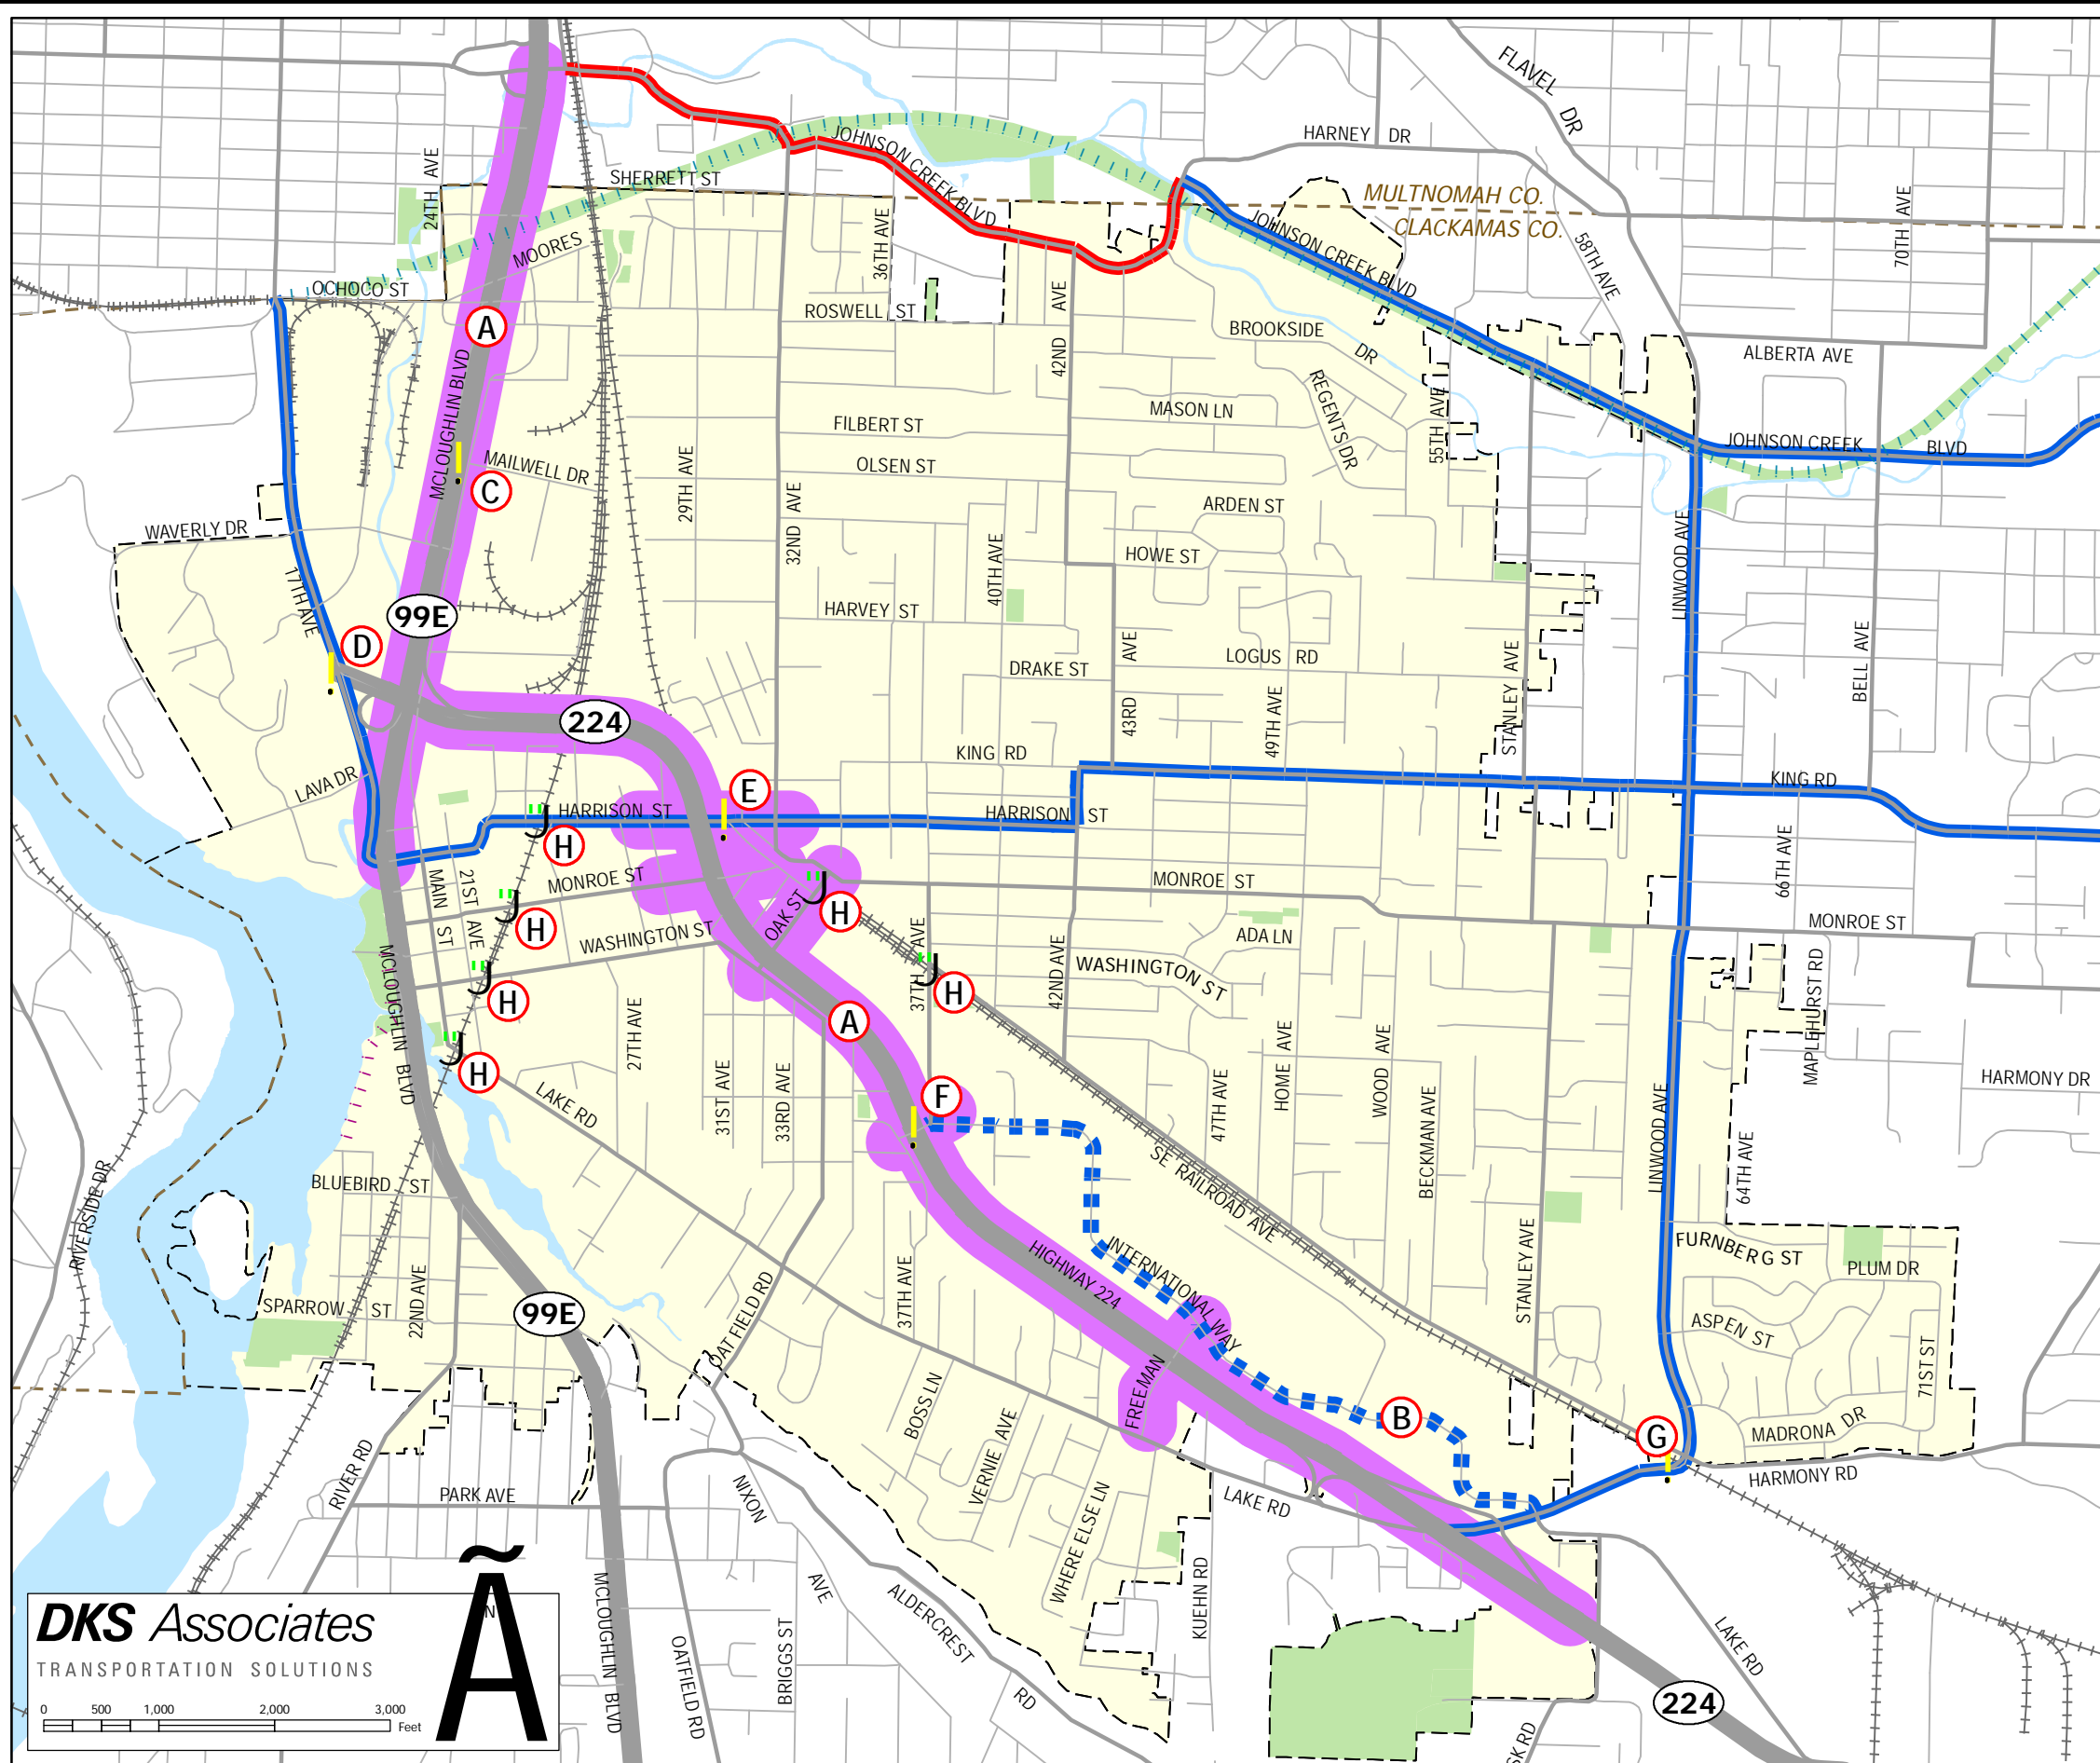 FLAVEL DR
HARNEY DR
JOHNSON CREEK BLVD
SHERRETT ST
24TH AVE
MULTNOMAH CO.
CLACKAMAS CO.
70TH AVE
36TH AVE
MOORES
JOHNSON CREEK BLVD
58TH AVE
OCHOCO ST
ROSWELL ST
42ND AVE
A
BROOKSIDE DR
ALBERTA AVE
MCLOUGHLIN BLVD
REGENTS DR
MASON LN
55TH AVE
FILBERT ST
JOHNSON CREEK BLVD
OLSEN ST
MAILWELL DR
29TH AVE
C
32ND AVE
ARDEN ST
WAVERLY DR
LINWOOD AVE
HOWE ST
40TH AVE
17TH AVE
99E
HARVEY ST
D
43RD AVE
BELL AVE
LOGUS RD
DRAKE ST
STANLEY AVE
49TH AVE
224
KING RD
KING RD
LAVA DR
E
HARRISON ST
HARRISON ST
J
H
66TH AVE
MAIN ST
21ST AVE
MONROE ST
J
H
OAK ST
J
H
MONROE ST
MONROE ST
WASHINGTON ST
37TH AVE
ADA LN
MCLOUGHLIN BLVD
J
H
J
H
42ND AVE
WASHINGTON ST
MAPLEHURST RD
27TH AVE
A
J
H
HOME AVE
WOOD AVE
HARMONY DR
LAKE RD
31ST AVE
33RD AVE
F
47TH AVE
BECKMAN AVE
LINWOOD AVE
64TH AVE
SE RAILROAD AVE
BLUEBIRD ST
RIVERSIDE DR
STANLEY AVE
FURNBERG ST
PLUM DR
HIGHWAY 224
INTERNATIONAL WAY
22ND AVE
SPARROW ST
99E
OATFIELD RD
37TH AVE
ASPEN ST
71ST ST
BOSS LN
FREEMAN
B
VERNIE AVE
G
MADRONA DR
HARMONY RD
RIVER RD
PARK AVE
NIXON AVE
WHERE ELSE LN
LAKE RD
KUEHN RD
MCLOUGHLIN BLVD
OATFIELD RD
BRIGGS ST
ALDERCREST RD
LAKE RD
224
SK RD
DKS Associates
TRANSPORTATION SOLUTIONS
0 500 1,000 2,000 3,000
Feet
Ã
N